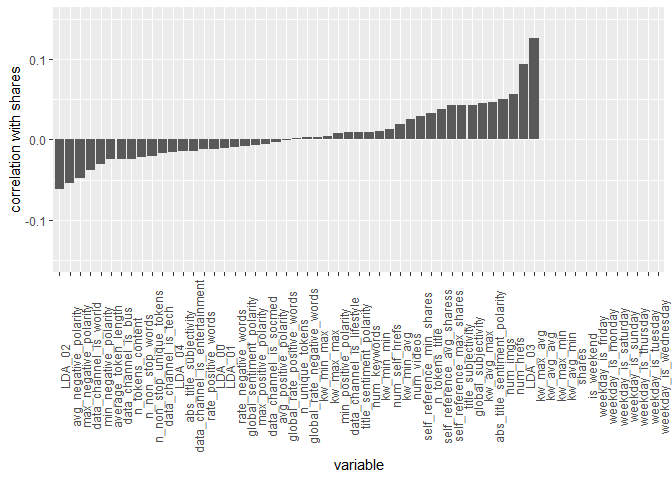 correlation with shares
0.1
0.0
-0.1
LDA_02
avg_negative_polarity
max_negative_polarity
data_channel_is_world
min_negative_polarity
average_token_length
data_channel_is_bus
n_tokens_content
n_non_stop_words
n_non_stop_unique_tokens
data_channel_is_tech
LDA_04
abs_title_subjectivity
data_channel_is_entertainment
rate_positive_words
LDA_00
LDA_01
rate_negative_words
global_sentiment_polarity
max_positive_polarity
data_channel_is_socmed
avg_positive_polarity
global_rate_positive_words
n_unique_tokens
global_rate_negative_words
kw_min_max
kw_max_max
min_positive_polarity
data_channel_is_lifestyle
title_sentiment_polarity
num_keywords
kw_min_min
num_self_hrefs
kw_min_avg
num_videos
self_reference_min_shares
n_tokens_title
self_reference_avg_sharess
self_reference_max_shares
title_subjectivity
global_subjectivity
kw_avg_max
abs_title_sentiment_polarity
num_imgs
num_hrefs
LDA_03
kw_max_avg
kw_avg_avg
kw_max_min
kw_avg_min
shares
is_weekend
weekday_is_friday
weekday_is_monday
weekday_is_saturday
weekday_is_sunday
weekday_is_thursday
weekday_is_tuesday
weekday_is_wednesday
variable